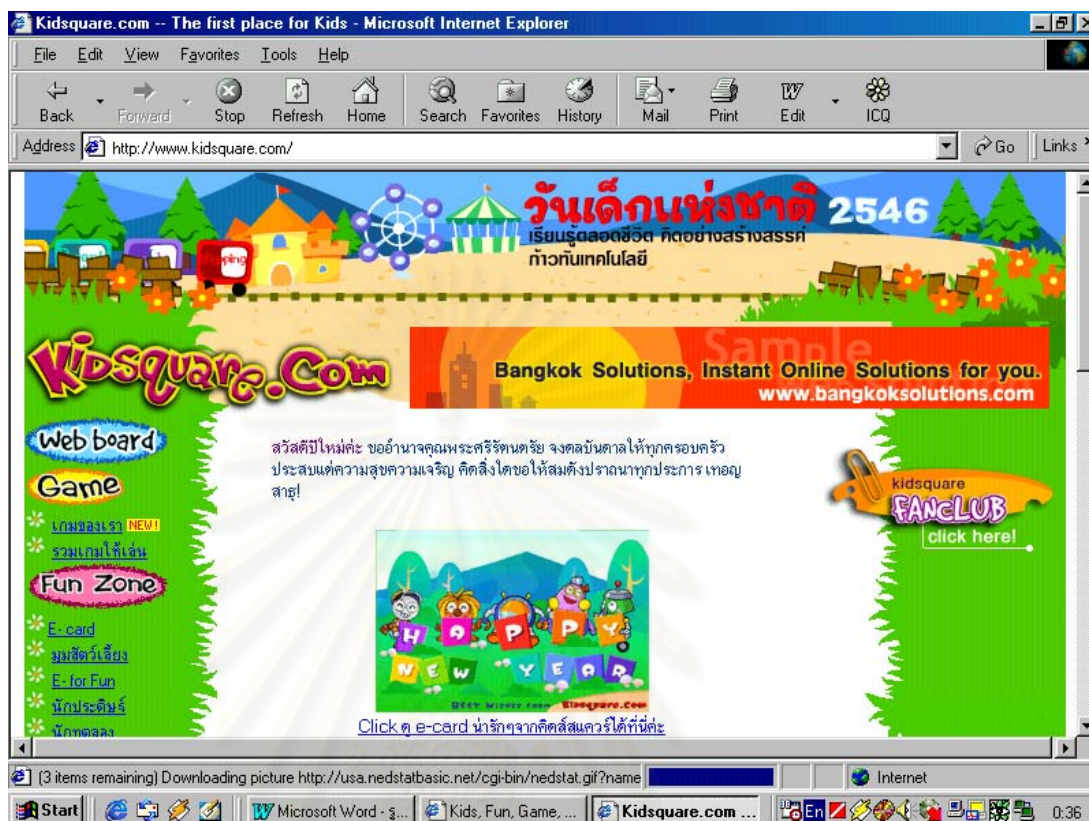 Kidsquare.com -- The first place for Kids - Microsoft Internet Explorer
File Edit View Favorites Tools Help
Back Forward Stop Refresh Home Search Favorites History Mail Print Edit ICQ
Address http://www.kidsquare.com/ Go Links
วันเด็กแห่งชาติ 2546
เรียนรู้ตลอดชีวิต คิดอย่างสร้างสรรค์
ก้าวทันเทคโนโลยี
ping
Kidsquare.Com
Sample
Bangkok Solutions, Instant Online Solutions for you.
www.bangkoksolutions.com
Web board
สวัสดีปีใหม่ค่ะ ขออำนาจคุณพระศรีรัตนตรัย จงดลบันดาลให้ทุกครอบครัว
ประสบแต่ความสุขความเจริญ คิดสิ่งใดขอให้สมดังปรารถนาทุกประการ เทอญ
สาธุ!
Game
kidsquare
FANCLUB
click here!
เกมของเรา NEW!
รวมเกมให้เล่น
Fun Zone
E-card
มุมสัตว์เลี้ยง
E-for Fun
นักประดิษฐ์
นักทดลอง
HAPPY
NEW YEAR
BEST WISHES FROM Kidsquare.Com
Click ดู e-card น่ารักๆจากคิดส์สแควร์ได้ที่นี่ค่ะ
(3 items remaining) Downloading picture http://usa.nedstatbasic.net/cgi-bin/nedstat.gif?name Internet
Start Microsoft Word - รู... Kids, Fun, Game, ... Kidsquare.com ... En 0:36